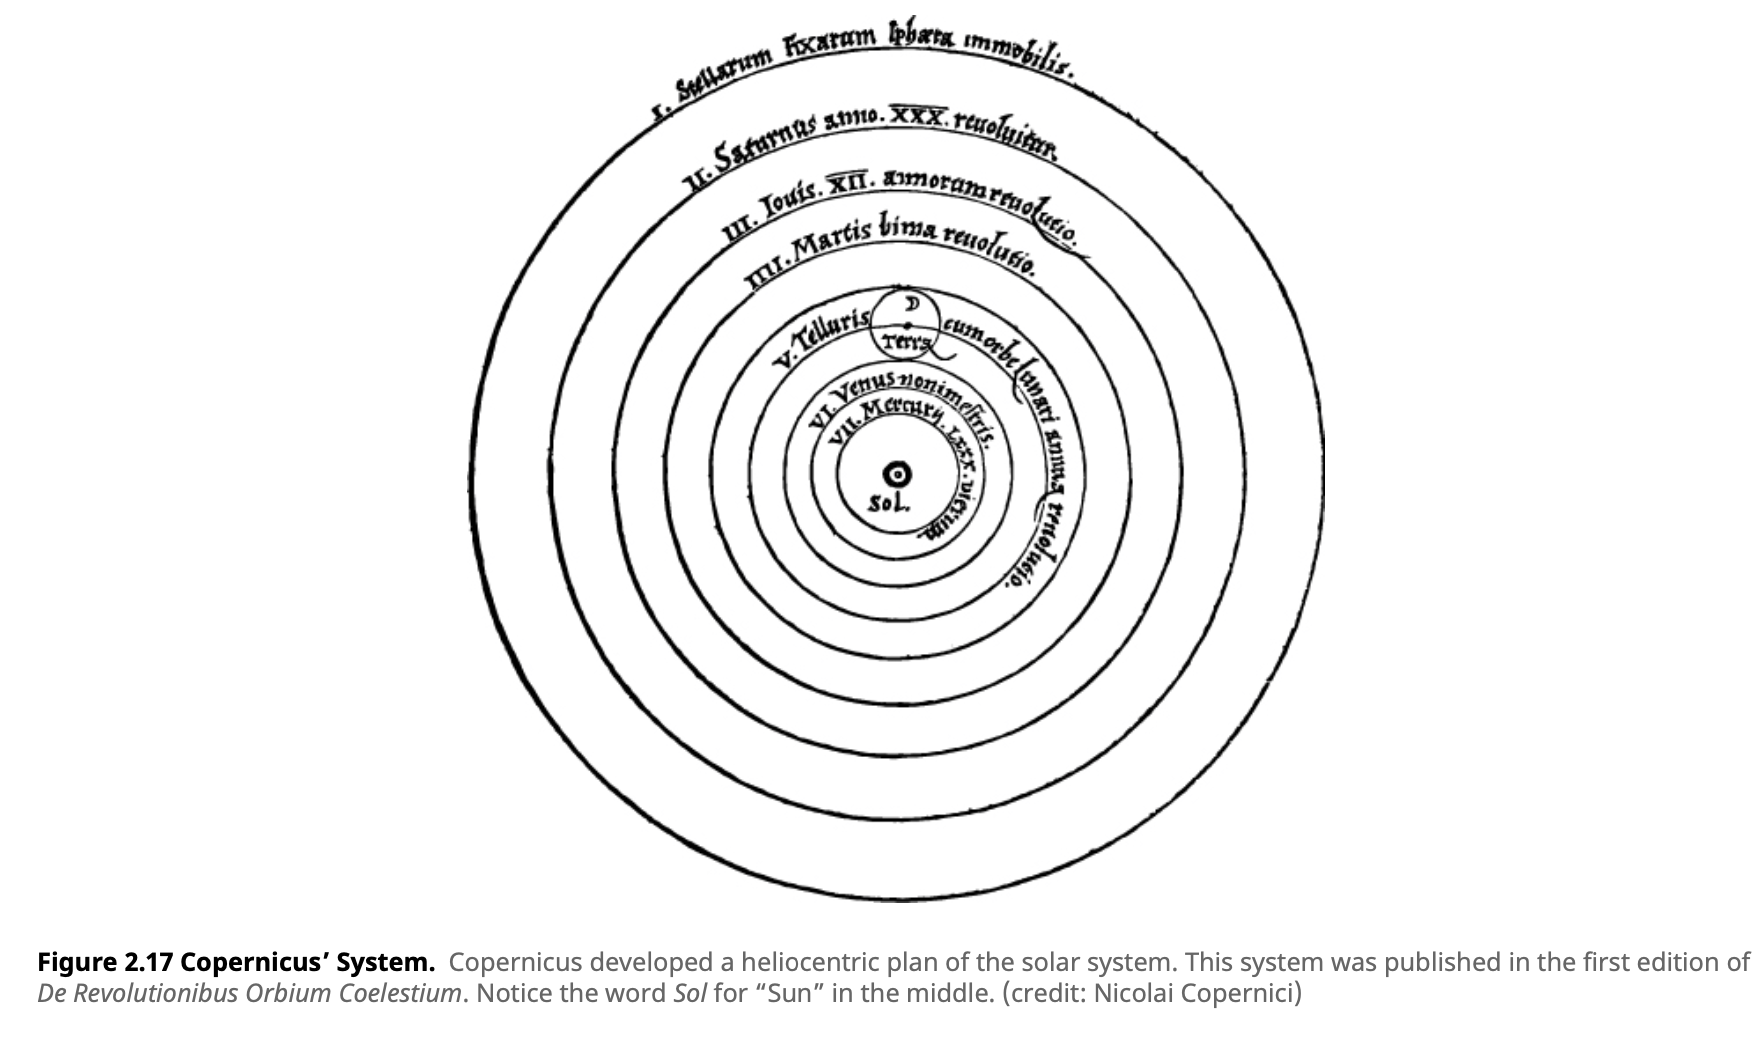 I. Stellarum Fixarum sphæra immobilis.
II. Saturnus anno. XXX. reuoluitur.
III. Iouis. XII. annorum reuolutio.
IIII. Martis bima reuolutio.
V. Telluris cum orbe lunari annua reuolutio.
Terra
VI. Venus nonimestris.
VII. Mercurij. LXXX. dierum.
Sol.
Figure 2.17 Copernicus’ System. Copernicus developed a heliocentric plan of the solar system. This system was published in the first edition of
De Revolutionibus Orbium Coelestium. Notice the word Sol for “Sun” in the middle. (credit: Nicolai Copernici)